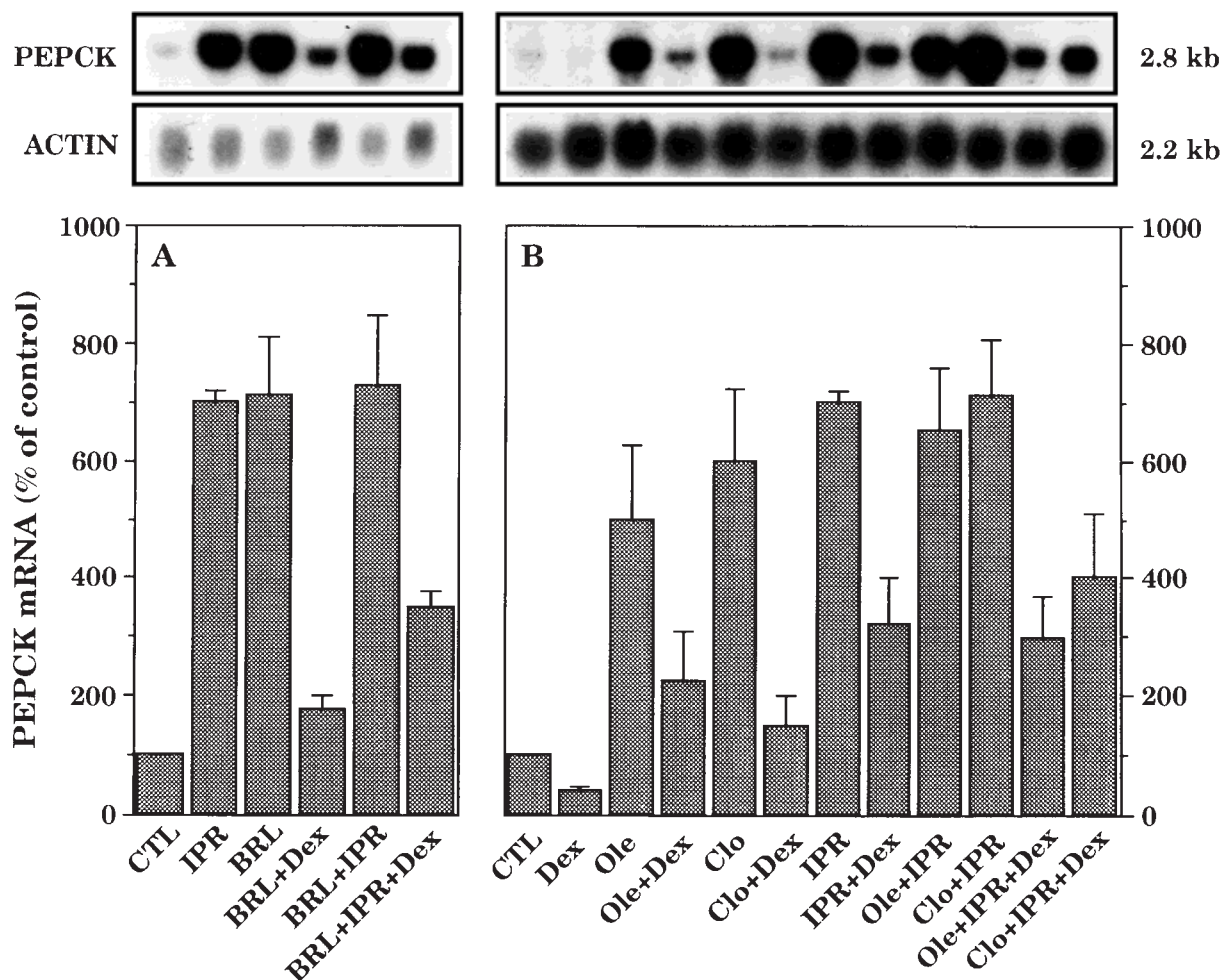 PEPCK
2.8 kb
ACTIN
2.2 kb
A
B
PEPCK mRNA (% of control)
1000
800
600
400
200
0
1000
800
600
400
200
0
CTL
IPR
BRL
BRL+Dex
BRL+IPR
BRL+IPR+Dex
CTL
Dex
Ole
Ole+Dex
Clo
Clo+Dex
IPR
IPR+Dex
Ole+IPR
Clo+IPR
Ole+IPR+Dex
Clo+IPR+Dex